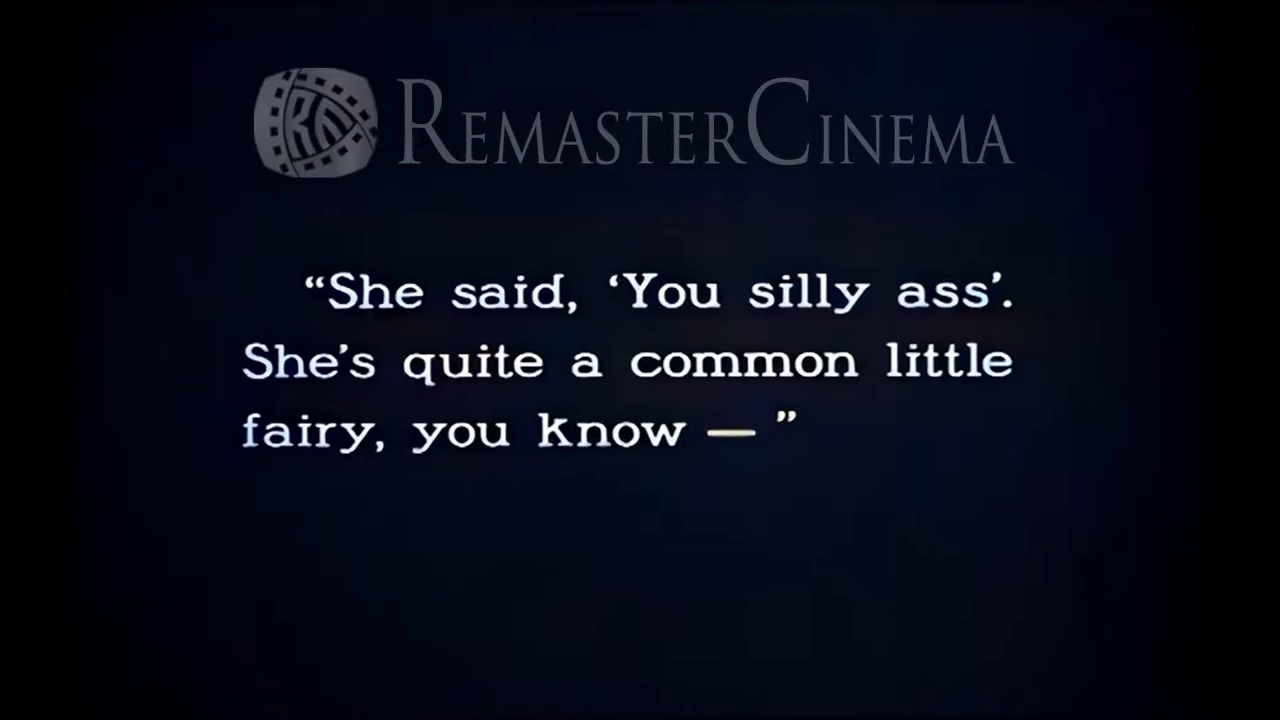 REMASTERCINEMA
“She said, ‘You silly ass’.
She’s quite a common little
fairy, you know — ”